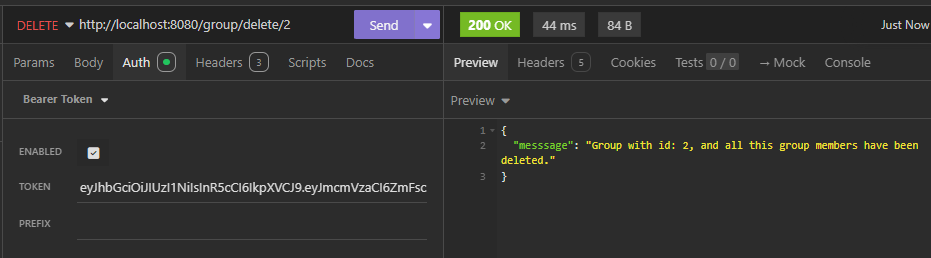 DELETE http://localhost:8080/group/delete/2 Send
200 OK 44 ms 84 B Just Now
Params Body Auth Headers 3 Scripts Docs
Preview Headers 5 Cookies Tests 0 / 0 → Mock Console
Bearer Token
Preview
ENABLED
TOKEN eyJhbGciOiJIUzI1NiIsInR5cCI6IkpXVCJ9.eyJmcmVzaCI6ZmFsc
PREFIX
1 {
2 "messsage": "Group with id: 2, and all this group members have been
deleted."
3 }